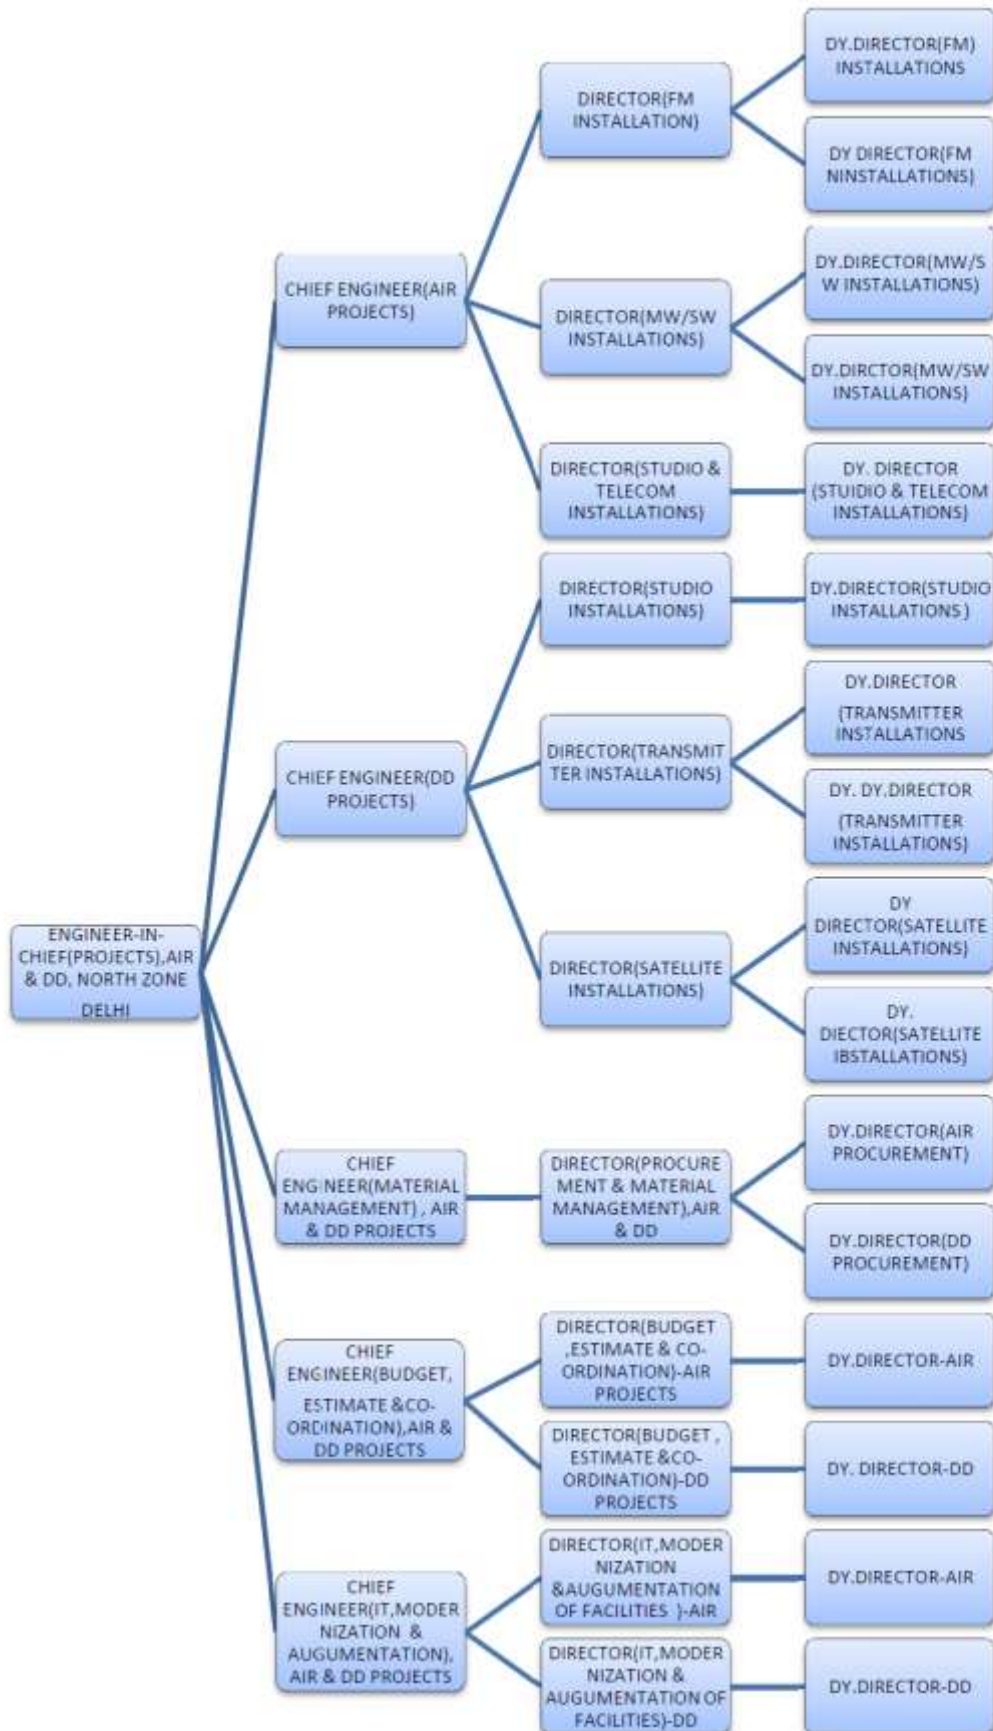 DY.DIRECTOR(FM)
INSTALLATIONS
DIRECTOR(FM
INSTALLATION)
DY DIRECTOR(FM
NINSTALLATIONS)
CHIEF ENGINEER(AIR
PROJECTS)
DY.DIRECTOR(MW/S
W INSTALLATIONS)
DIRECTOR(MW/SW
INSTALLATIONS)
DY.DIRCTOR(MW/SW
INSTALLATIONS)
DIRECTOR(STUDIO &
TELECOM
INSTALLATIONS)
DY. DIRECTOR
(STUIDIO & TELECOM
INSTALLATIONS)
DIRECTOR(STUDIO
INSTALLATIONS)
DY.DIRECTOR(STUDIO
INSTALLATIONS )
DY.DIRECTOR
(TRANSMITTER
INSTALLATIONS
CHIEF ENGINEER(DD
PROJECTS)
DIRECTOR(TRANSMIT
TER INSTALLATIONS)
DY. DY.DIRECTOR
(TRANSMITTER
INSTALLATIONS)
DY
DIRECTOR(SATELLITE
INSTALLATIONS)
ENGINEER-IN-
CHIEF(PROJECTS),AIR
& DD, NORTH ZONE
DELHI
DIRECTOR(SATELLITE
INSTALLATIONS)
DY.
DIECTOR(SATELLITE
IBSTALLATIONS)
DY.DIRECTOR(AIR
PROCUREMENT)
CHIEF
ENGINEER(MATERIAL
MANAGEMENT) , AIR
& DD PROJECTS
DIRECTOR(PROCURE
MENT & MATERIAL
MANAGEMENT),AIR
& DD
DY.DIRECTOR(DD
PROCUREMENT)
CHIEF
ENGINEER(BUDGET,
ESTIMATE &CO-
ORDINATION),AIR &
DD PROJECTS
DIRECTOR(BUDGET
,ESTIMATE & CO-
ORDINATION)-AIR
PROJECTS
DY.DIRECTOR-AIR
DIRECTOR(BUDGET ,
ESTIMATE &CO-
ORDINATION)-DD
PROJECTS
DY. DIRECTOR-DD
CHIEF
ENGINEER(IT,MODER
NIZATION &
AUGUMENTATION),
AIR & DD PROJECTS
DIRECTOR(IT,MODER
NIZATION
&AUGUMENTATION
OF FACILITIES )-AIR
DY.DIRECTOR-AIR
DIRECTOR(IT,MODER
NIZATION &
AUGUMENTATION OF
FACILITIES)-DD
DY.DIRECTOR-DD